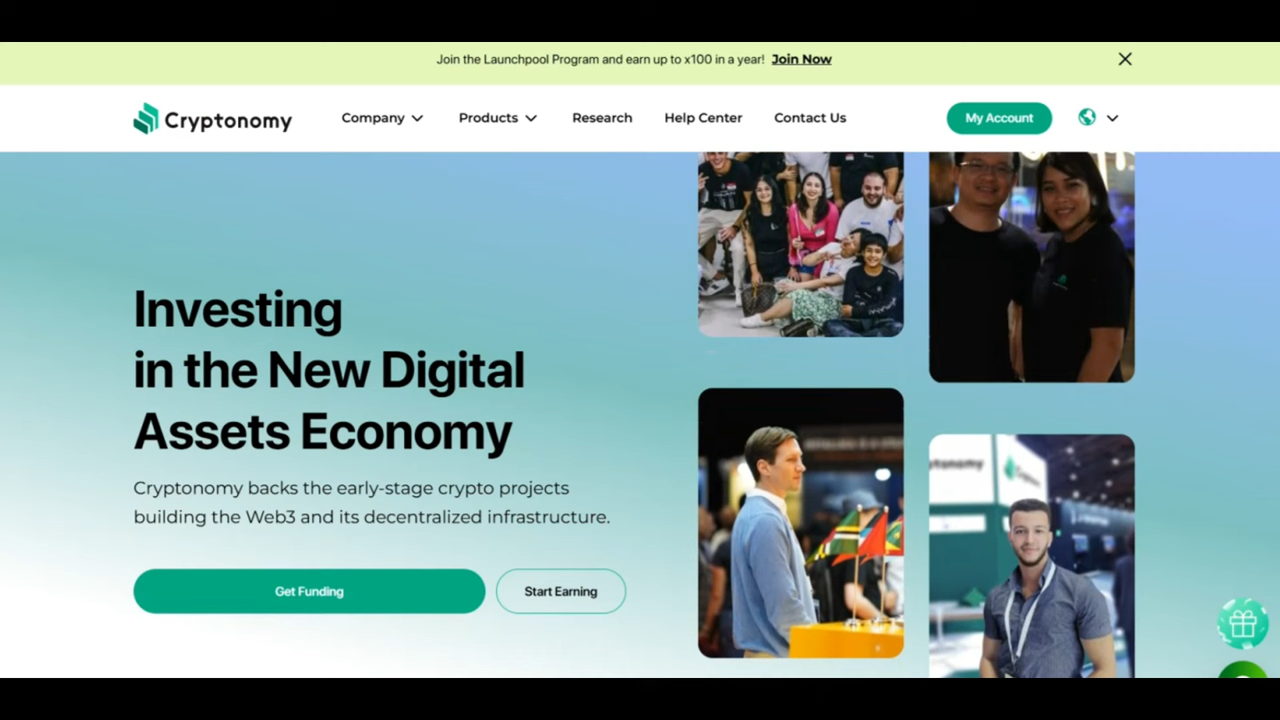 Join the Launchpool Program and earn up to x100 in a year! Join Now
Cryptonomy
Company
Products
Research
Help Center
Contact Us
My Account
Investing
in the New Digital
Assets Economy
Cryptonomy backs the early-stage crypto projects
building the Web3 and its decentralized infrastructure.
Get Funding
Start Earning